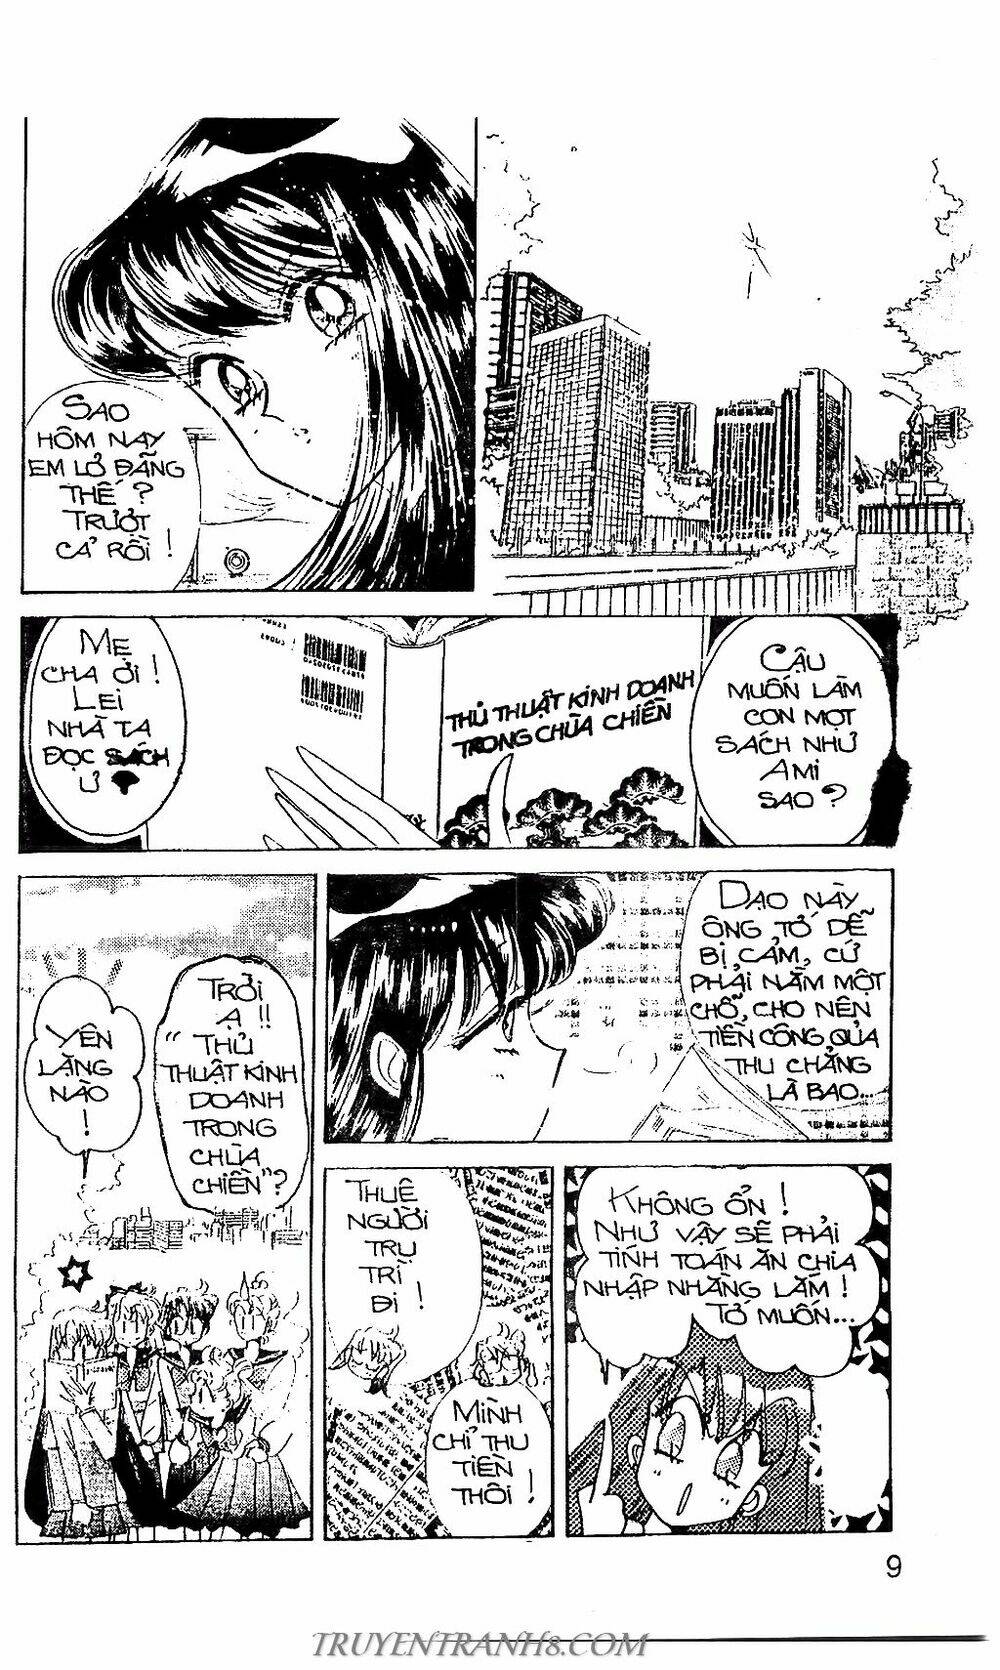 SAO
HÔM NAY
EM LƠ ĐÃNG
THẾ ?
TRƯỢT
CẢ RỒI !
MẸ
CHA ƠI !
LEI
NHÀ TA
ĐỌC SÁCH
Ư
THỦ THUẬT KINH DOANH
TRONG CHÙA CHIỀN
CẬU
MUỐN LÀM
CON MỌT
SÁCH NHƯ
AMI
SAO ?
TRỜI
Ạ !!
"THỦ
THUẬT KINH
DOANH
TRONG
CHÙA
CHIỀN"?
YÊN
LẶNG
NÀO
!
DẠO NÀY
ÔNG TỚ DỄ
BỊ CẢM, CỨ
PHẢI NẰM MỘT
CHỖ, CHO NÊN
TIỀN CÔNG QỦA
THU CHẲNG
LÀ BAO...
THUÊ
NGƯỜI
TRỤ
TRÌ
ĐI !
MÌNH
CHỈ THU
TIỀN
THÔI !
KHÔNG ỔN !
NHƯ VẬY SẼ PHẢI
TÍNH TOÁN ĂN CHIA
NHẬP NHẰNG LẮM !
TỚ MUỐN...
9
TRUYENTRANH8.COM